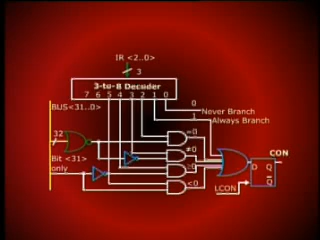 IR <2..0>
3
3-to-8 Decoder
7 6 5 4 3 2 1 0
BUS<31..0>
0
Never Branch
1
Always Branch
32
=0
≠0
Bit <31>
only
≥0
<0
CON
D Q
Q
LCON